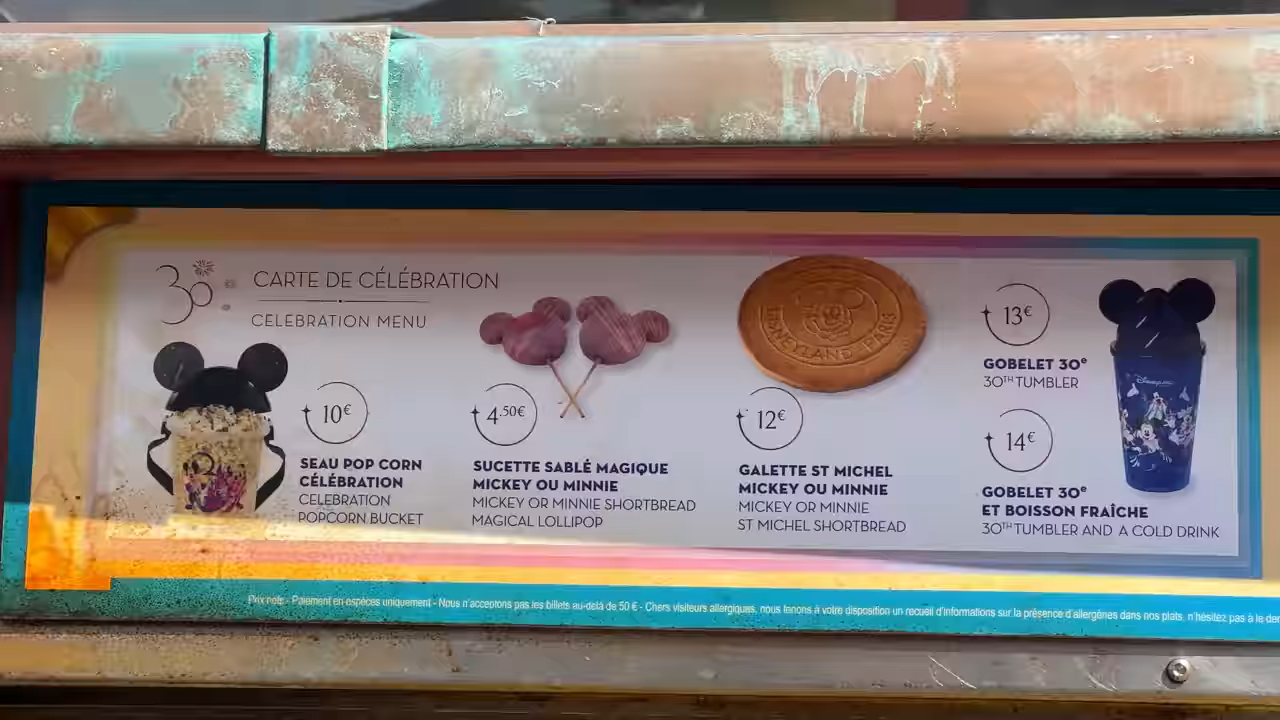 30
CARTE DE CÉLÉBRATION
CELEBRATION MENU
10€
SEAU POP CORN
CÉLÉBRATION
CELEBRATION
POPCORN BUCKET
4.50€
SUCETTE SABLÉ MAGIQUE
MICKEY OU MINNIE
MICKEY OR MINNIE SHORTBREAD
MAGICAL LOLLIPOP
DISNEYLAND PARIS
12€
GALETTE ST MICHEL
MICKEY OU MINNIE
MICKEY OR MINNIE
ST MICHEL SHORTBREAD
13€
GOBELET 30e
30TH TUMBLER
14€
GOBELET 30e
ET BOISSON FRAÎCHE
30TH TUMBLER AND A COLD DRINK
Prix nets - Paiement en espèces uniquement - Nous n'acceptons pas les billets au-delà de 50 € - Chers visiteurs allergiques, nous tenons à votre disposition un recueil d'informations sur la présence d'allergènes dans nos plats, n'hésitez pas à le